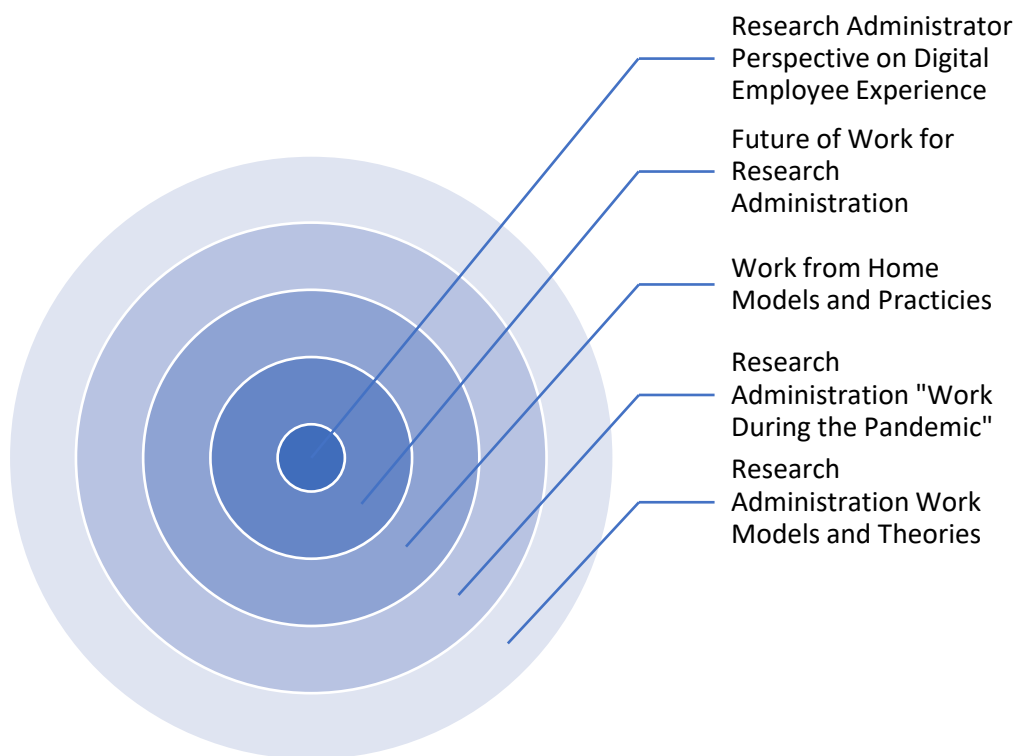 Research Administrator
Perspective on Digital
Employee Experience
Future of Work for
Research
Administration
Work from Home
Models and Practicies
Research
Administration "Work
During the Pandemic"
Research
Administration Work
Models and Theories